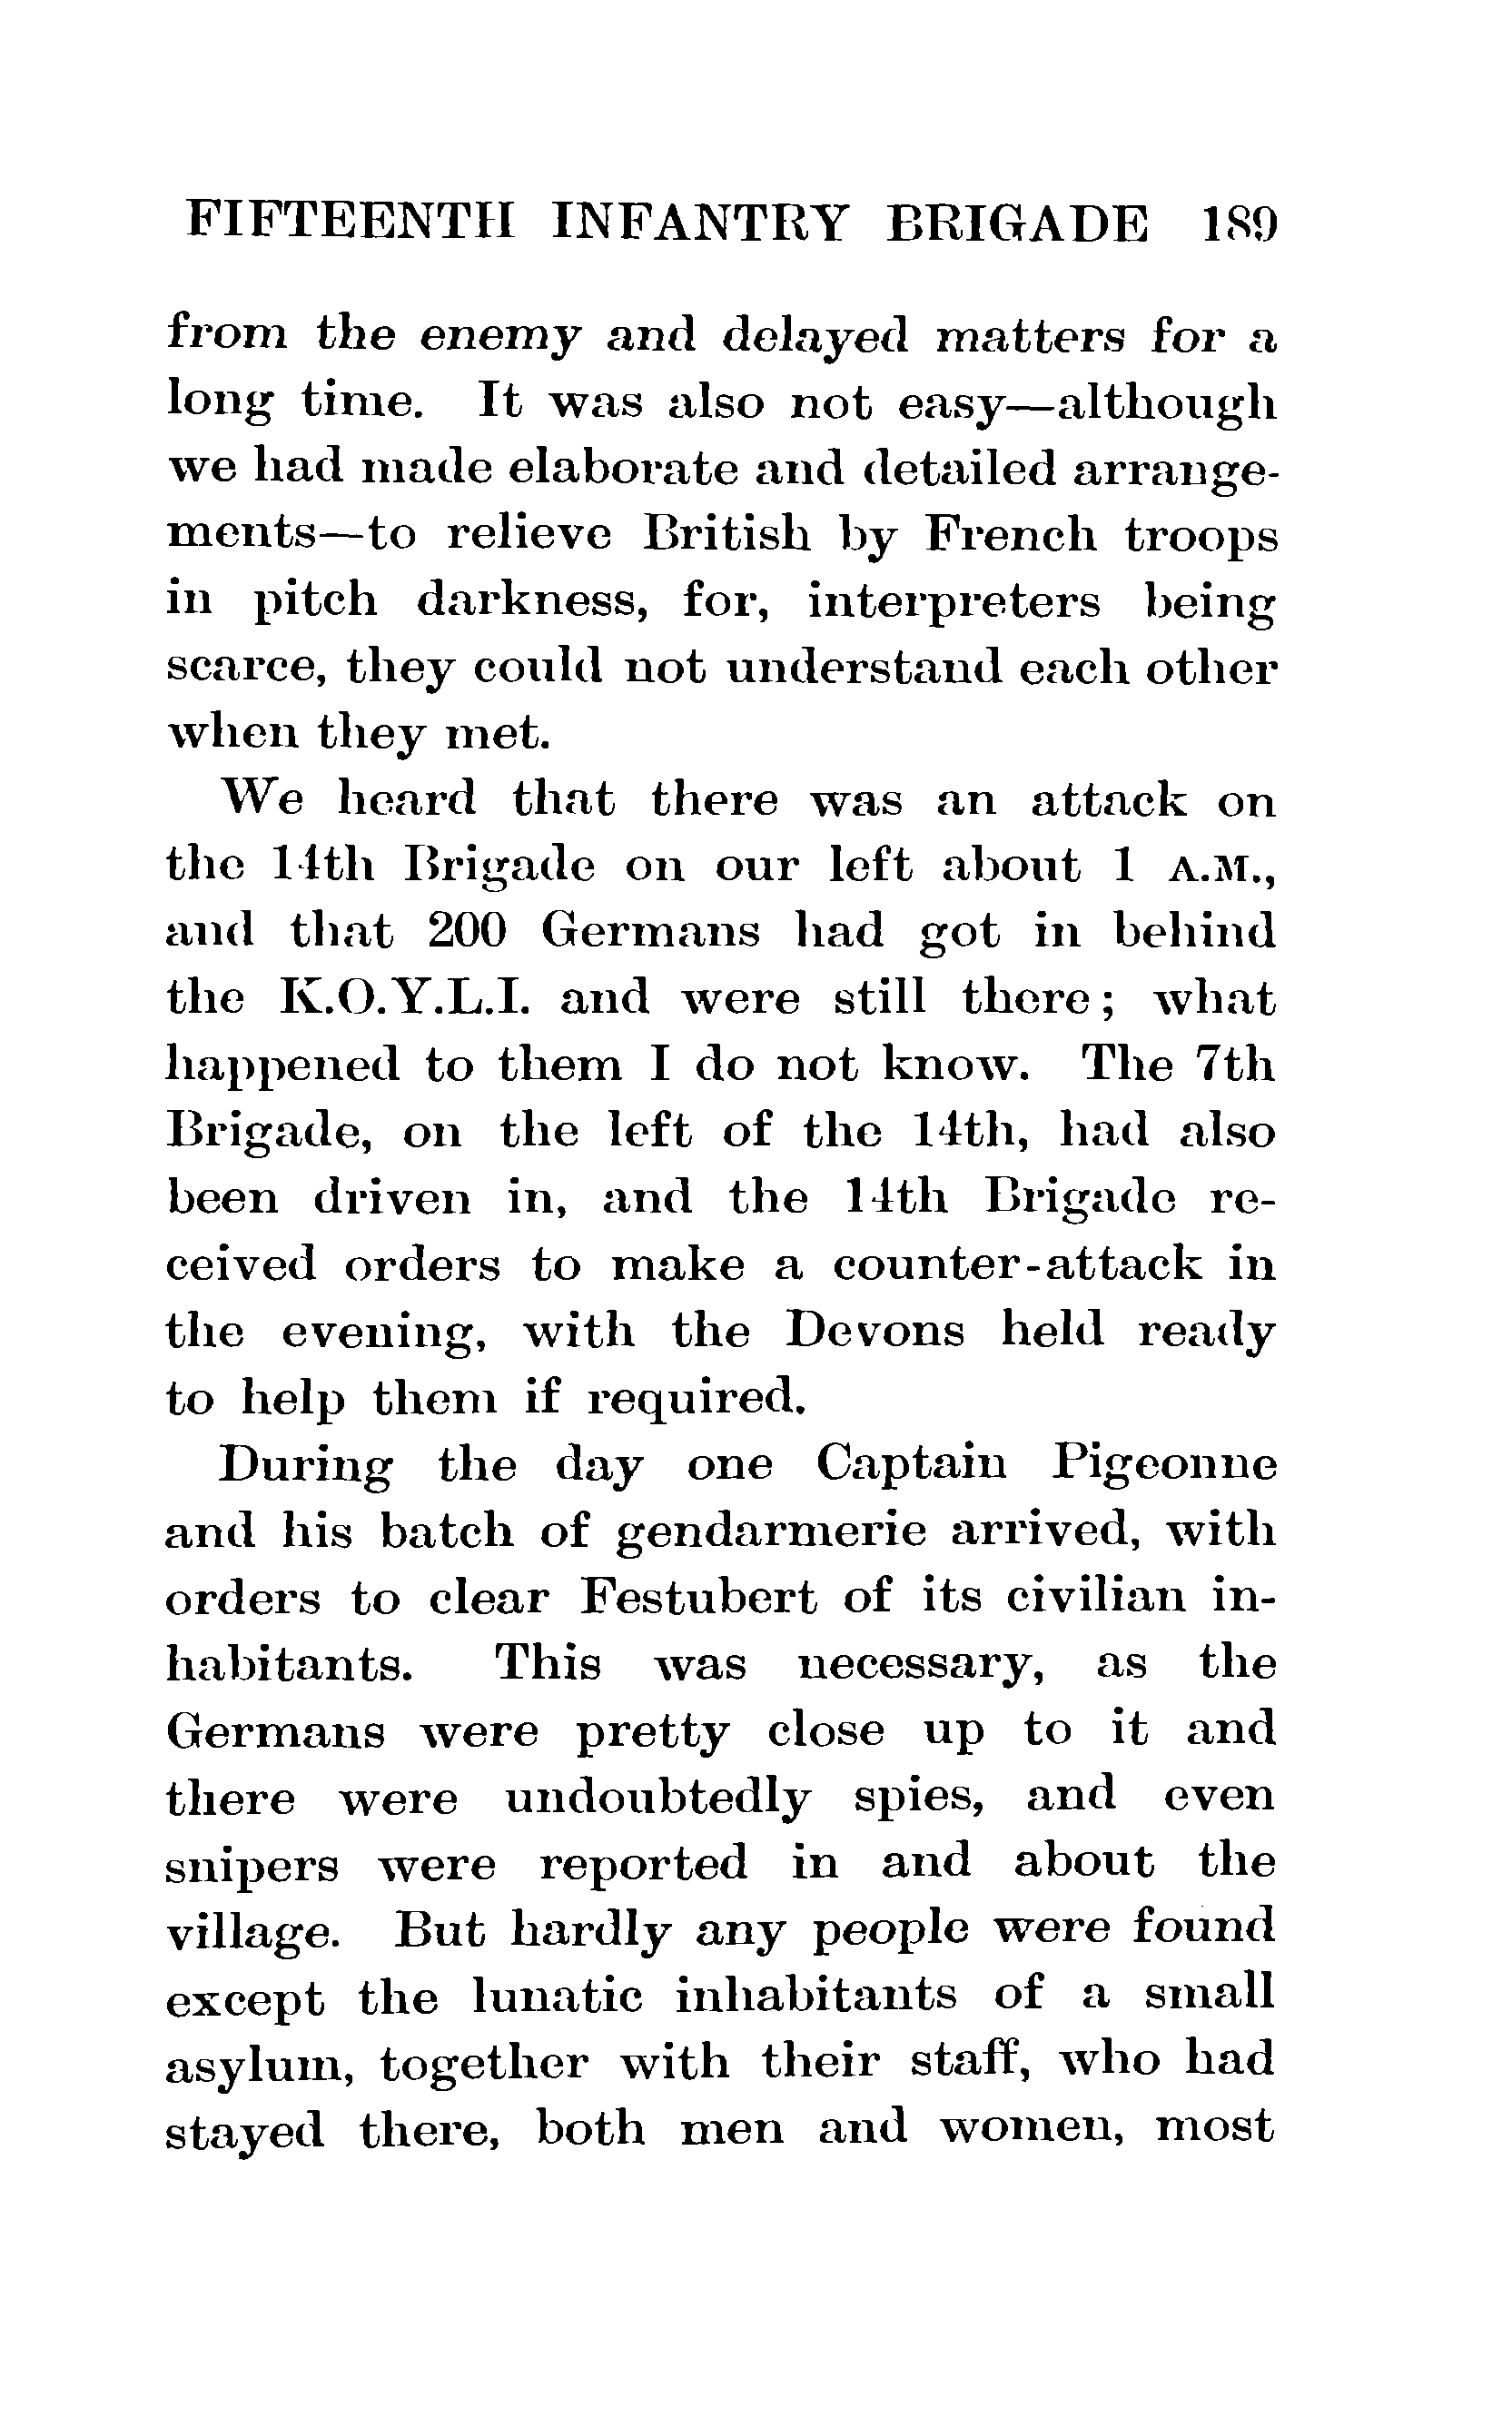 FIFTEENTH INFANTRY BRIGADE 189
from the enemy and delayed matters for a
long time. It was also not easy—although
we had made elaborate and detailed arrange-
ments—to relieve British by French troops
in pitch darkness, for, interpreters being
scarce, they could not understand each other
when they met.
We heard that there was an attack on
the 14th Brigade on our left about 1 A.M.,
and that 200 Germans had got in behind
the K.O.Y.L.I. and were still there; what
happened to them I do not know. The 7th
Brigade, on the left of the 14th, had also
been driven in, and the 14th Brigade re-
ceived orders to make a counter-attack in
the evening, with the Devons held ready
to help them if required.
During the day one Captain Pigeonne
and his batch of gendarmerie arrived, with
orders to clear Festubert of its civilian in-
habitants. This was necessary, as the
Germans were pretty close up to it and
there were undoubtedly spies, and even
snipers were reported in and about the
village. But hardly any people were found
except the lunatic inhabitants of a small
asylum, together with their staff, who had
stayed there, both men and women, most